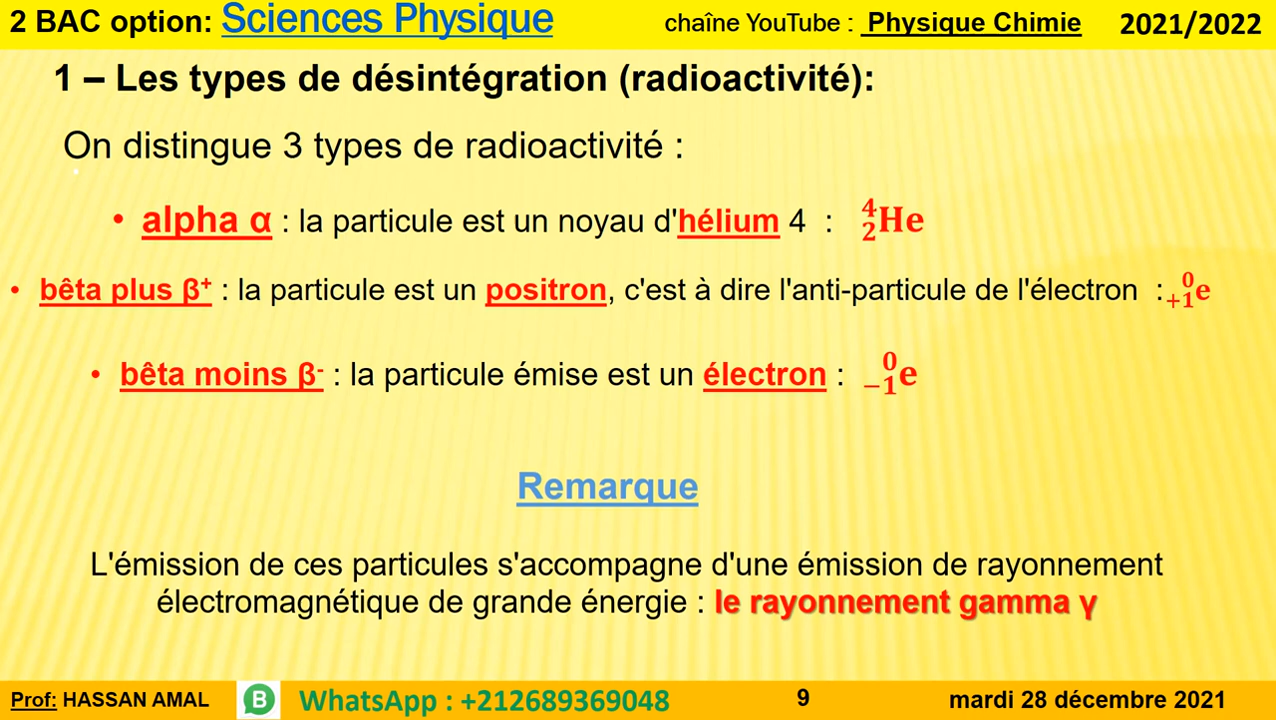 2 BAC option: Sciences Physique chaîne YouTube : Physique Chimie 2021/2022
1 – Les types de désintégration (radioactivité):
On distingue 3 types de radioactivité :
• alpha α : la particule est un noyau d'hélium 4 : ⁴₂He
• bêta plus β⁺ : la particule est un positron, c'est à dire l'anti-particule de l'électron : ⁰₊₁e
• bêta moins β⁻ : la particule émise est un électron : ⁰₋₁e
Remarque
L'émission de ces particules s'accompagne d'une émission de rayonnement
électromagnétique de grande énergie : le rayonnement gamma γ
Prof: HASSAN AMAL B WhatsApp : +212689369048 9 mardi 28 décembre 2021